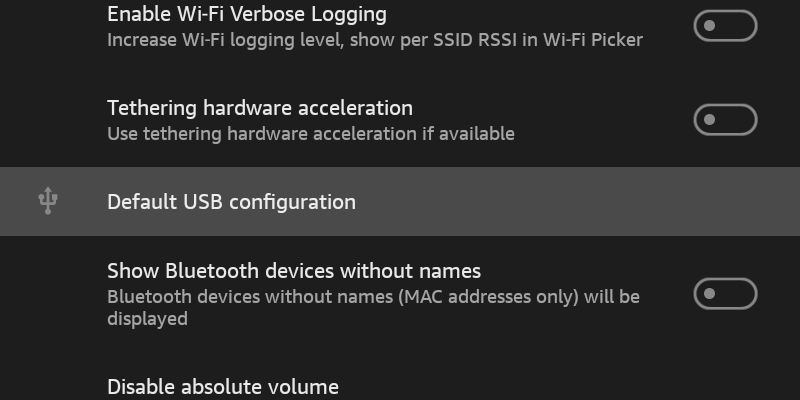 Enable Wi-Fi Verbose Logging
Increase Wi-Fi logging level, show per SSID RSSI in Wi-Fi Picker
Tethering hardware acceleration
Use tethering hardware acceleration if available
Default USB configuration
Show Bluetooth devices without names
Bluetooth devices without names (MAC addresses only) will be
displayed
Disable absolute volume